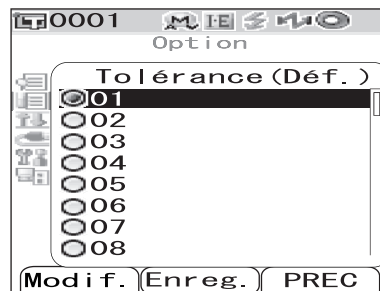 0001 M I·E
Option
Tolérance(Déf.)
01
02
03
04
05
06
07
08
Modif. Enreg. PREC